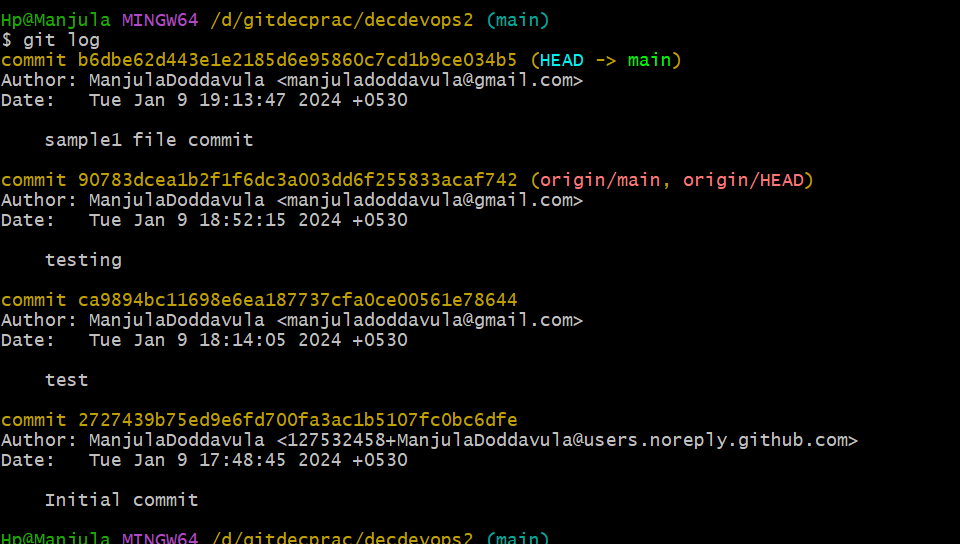 Hp@Manjula MINGW64 /d/gitdecprac/decdevops2 (main)
$ git log
commit b6dbe62d443e1e2185d6e95860c7cd1b9ce034b5 (HEAD -> main)
Author: ManjulaDoddavula <manjuladoddavula@gmail.com>
Date:   Tue Jan 9 19:13:47 2024 +0530
    sample1 file commit
commit 90783dcea1b2f1f6dc3a003dd6f255833acaf742 (origin/main, origin/HEAD)
Author: ManjulaDoddavula <manjuladoddavula@gmail.com>
Date:   Tue Jan 9 18:52:15 2024 +0530
    testing
commit ca9894bc11698e6ea187737cfa0ce00561e78644
Author: ManjulaDoddavula <manjuladoddavula@gmail.com>
Date:   Tue Jan 9 18:14:05 2024 +0530
    test
commit 2727439b75ed9e6fd700fa3ac1b5107fc0bc6dfe
Author: ManjulaDoddavula <127532458+ManjulaDoddavula@users.noreply.github.com>
Date:   Tue Jan 9 17:48:45 2024 +0530
    Initial commit
Hp@Manjula MINGW64 /d/gitdecprac/decdevops2 (main)